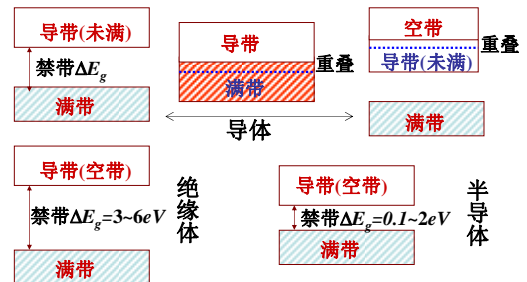 导带(未满)
禁带ΔEg
满带
导带
重叠
满带
空带
重叠
导带(未满)
满带
导体
导带(空带)
禁带ΔEg=3~6eV
满带
绝缘体
导带(空带)
禁带ΔEg=0.1~2eV
满带
半导体